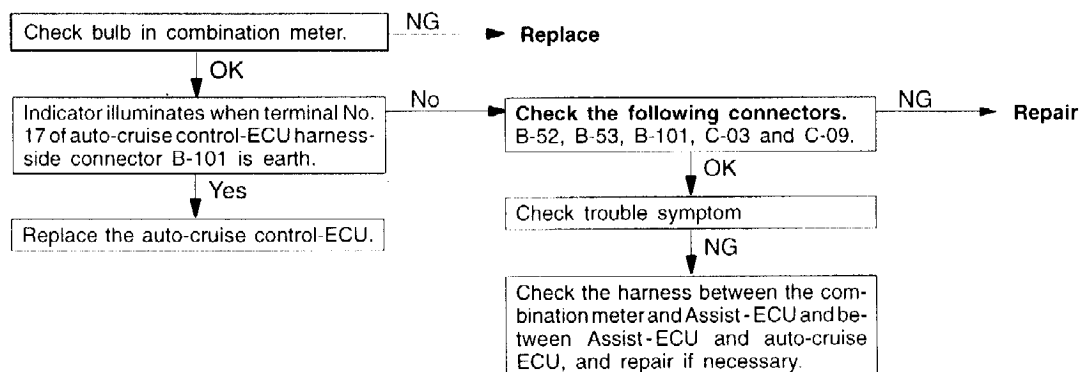 Check bulb in combination meter.
NG
Replace
OK
Indicator illuminates when terminal No.
17 of auto-cruise control-ECU harness-
side connector B-101 is earth.
No
Check the following connectors.
B-52, B-53, B-101, C-03 and C-09.
NG
Repair
Yes
OK
Replace the auto-cruise control-ECU.
Check trouble symptom
NG
Check the harness between the com-
bination meter and Assist-ECU and be-
tween Assist-ECU and auto-cruise
ECU, and repair if necessary.